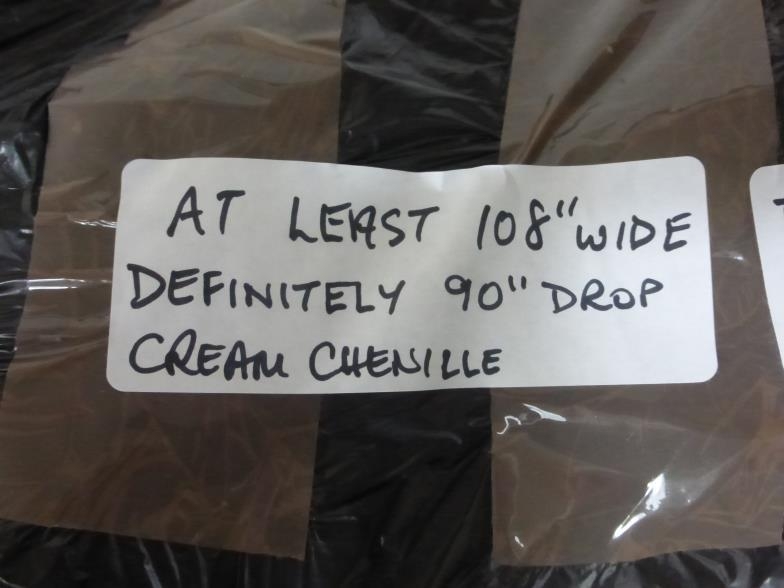 AT LEAST 108" WIDE
DEFINITELY 90" DROP
CREAM CHENILLE